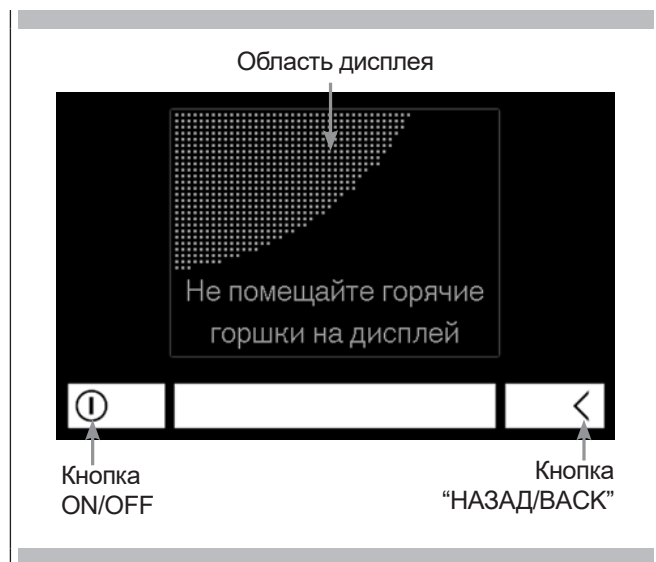 Область дисплея
Не помещайте горячие
горшки на дисплей
Кнопка
ON/OFF
Кнопка
“НАЗАД/BACK”